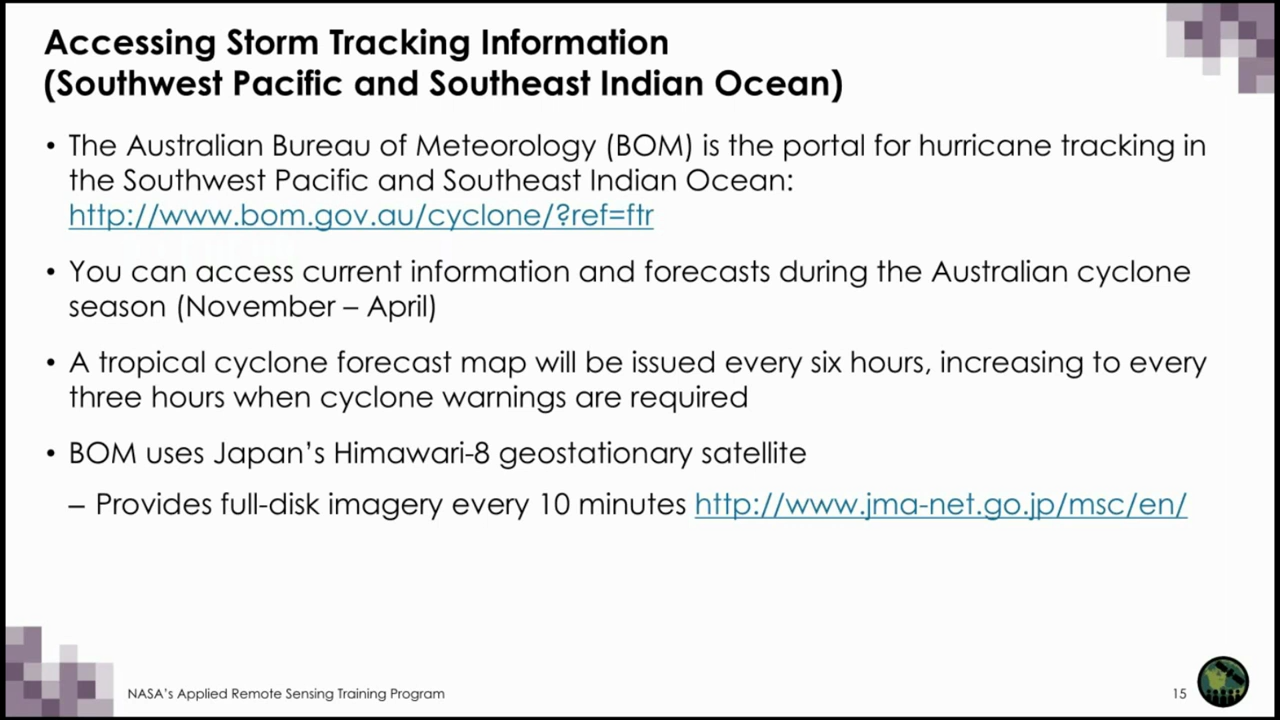 Accessing Storm Tracking Information
(Southwest Pacific and Southeast Indian Ocean)
• The Australian Bureau of Meteorology (BOM) is the portal for hurricane tracking in
the Southwest Pacific and Southeast Indian Ocean:
http://www.bom.gov.au/cyclone/?ref=ftr
• You can access current information and forecasts during the Australian cyclone
season (November – April)
• A tropical cyclone forecast map will be issued every six hours, increasing to every
three hours when cyclone warnings are required
• BOM uses Japan's Himawari-8 geostationary satellite
– Provides full-disk imagery every 10 minutes http://www.jma-net.go.jp/msc/en/
NASA's Applied Remote Sensing Training Program
15